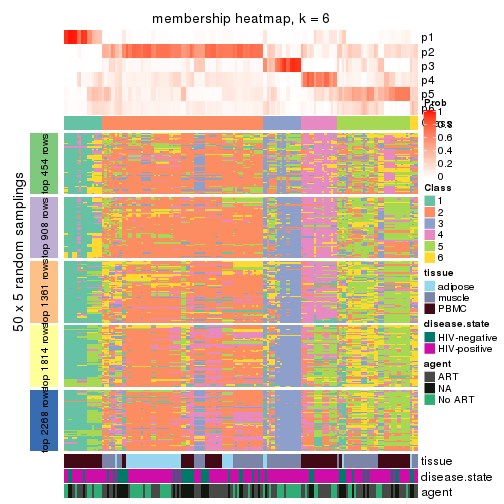 membership heatmap, k = 6
p1
p2
p3
p4
p5
Prob
1
0.8
0.6
0.4
0.2
0
Class
1
2
3
4
5
6
tissue
adipose
muscle
PBMC
disease.state
HIV-negative
HIV-positive
agent
ART
NA
No ART
50 x 5 random samplings
top 454 rows
top 908 rows
top 1361 rows
top 1814 rows
top 2268 rows
tissue
disease.state
agent